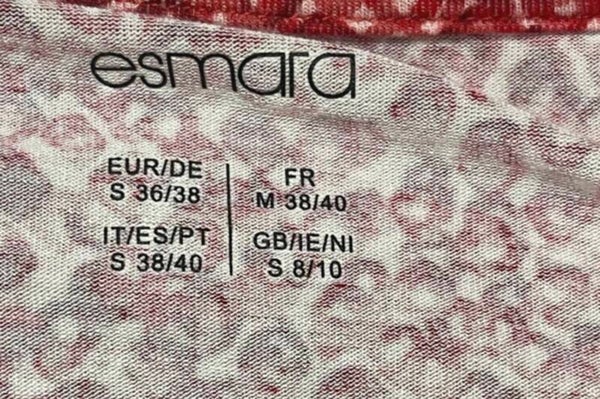 esmara
EUR/DE
S 36/38
FR
M 38/40
IT/ES/PT
S 38/40
GB/IE/NI
S 8/10